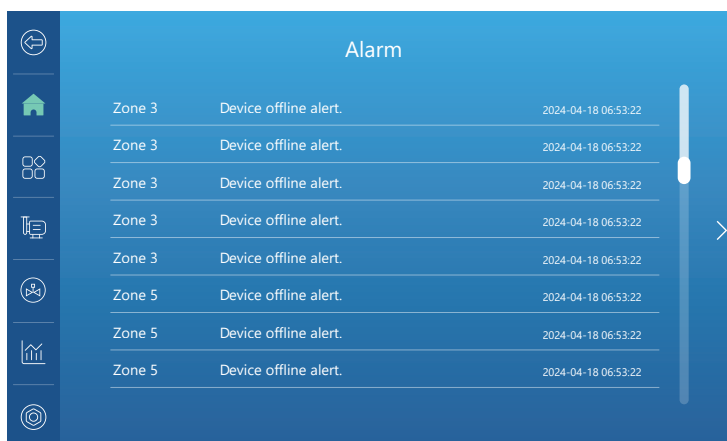 Alarm
Zone 3 Device offline alert. 2024-04-18 06:53:22
Zone 3 Device offline alert. 2024-04-18 06:53:22
Zone 3 Device offline alert. 2024-04-18 06:53:22
Zone 3 Device offline alert. 2024-04-18 06:53:22
Zone 3 Device offline alert. 2024-04-18 06:53:22
Zone 5 Device offline alert. 2024-04-18 06:53:22
Zone 5 Device offline alert. 2024-04-18 06:53:22
Zone 5 Device offline alert. 2024-04-18 06:53:22